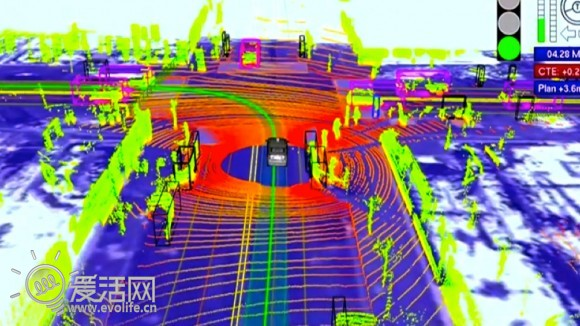 04.28 M
CTE: +0.2
Plan +3.6m
爱活网
www.evolife.cn